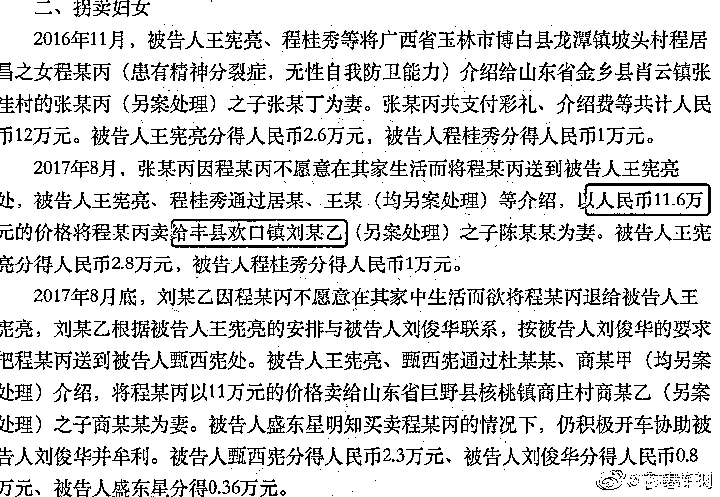 二、拐卖妇女
2016年11月，被告人王宪亮、程桂秀等将广西省玉林市博白县龙潭镇坡头村程居
昌之女程某丙（患有精神分裂症，无性自我防卫能力）介绍给山东省金乡县肖云镇张
佳村的张某丙（另案处理）之子张某丁为妻。张某丙共支付彩礼、介绍费等共计人民
币12万元。被告人王宪亮分得人民币2.6万元，被告人程桂秀分得人民币1万元。
2017年8月，张某丙因程某丙不愿意在其家生活而将程某丙送到被告人王宪亮
处，被告人王宪亮、程桂秀通过居某、王某（均另案处理）等介绍，以人民币11.6万
元的价格将程某丙卖给丰县欢口镇刘某乙（另案处理）之子陈某某为妻。被告人王宪
亮分得人民币2.8万元，被告人程桂秀分得人民币1万元。
2017年8月底，刘某乙因程某丙不愿意在其家中生活而欲将程某丙退给被告人王
宪亮，刘某乙根据被告人王宪亮的安排与被告人刘俊华联系，按被告人刘俊华的要求
把程某丙送到被告人甄西宪处。被告人王宪亮、甄西宪通过杜某某、商某甲（均另案
处理）介绍，将程某丙以11万元的价格卖给山东省巨野县核桃镇商庄村商某乙（另案
处理）之子商某某为妻。被告人盛东星明知买卖程某丙的情况下，仍积极开车协助被
告人刘俊华并牟利。被告人甄西宪分得人民币2.3万元、被告人刘俊华分得人民币0.8
万元、被告人盛东星分得0.36万元。